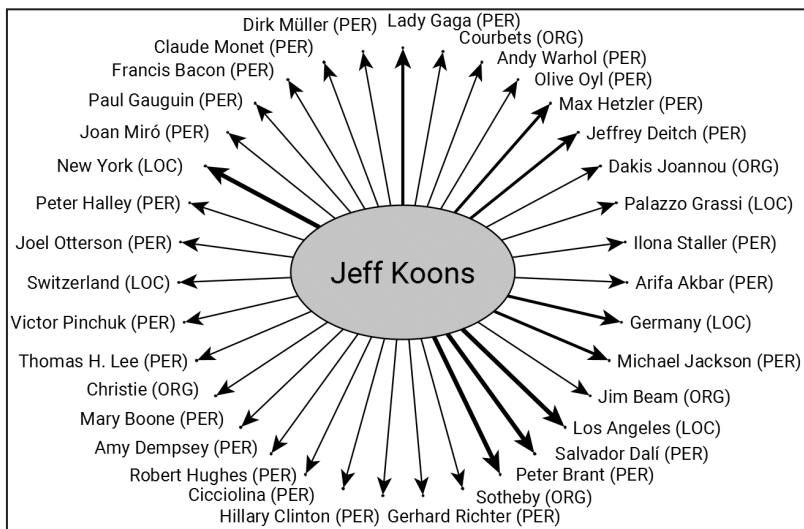 Lady Gaga (PER)
Dirk Müller (PER)
Courbets (ORG)
Claude Monet (PER)
Andy Warhol (PER)
Francis Bacon (PER)
Olive Oyl (PER)
Paul Gauguin (PER)
Max Hetzler (PER)
Joan Miró (PER)
Jeffrey Deitch (PER)
New York (LOC)
Dakis Joannou (ORG)
Peter Halley (PER)
Palazzo Grassi (LOC)
Joel Otterson (PER)
Ilona Staller (PER)
Jeff Koons
Switzerland (LOC)
Arifa Akbar (PER)
Victor Pinchuk (PER)
Germany (LOC)
Thomas H. Lee (PER)
Michael Jackson (PER)
Christie (ORG)
Jim Beam (ORG)
Mary Boone (PER)
Los Angeles (LOC)
Amy Dempsey (PER)
Salvador Dalí (PER)
Robert Hughes (PER)
Peter Brant (PER)
Cicciolina (PER)
Sotheby (ORG)
Hillary Clinton (PER)
Gerhard Richter (PER)